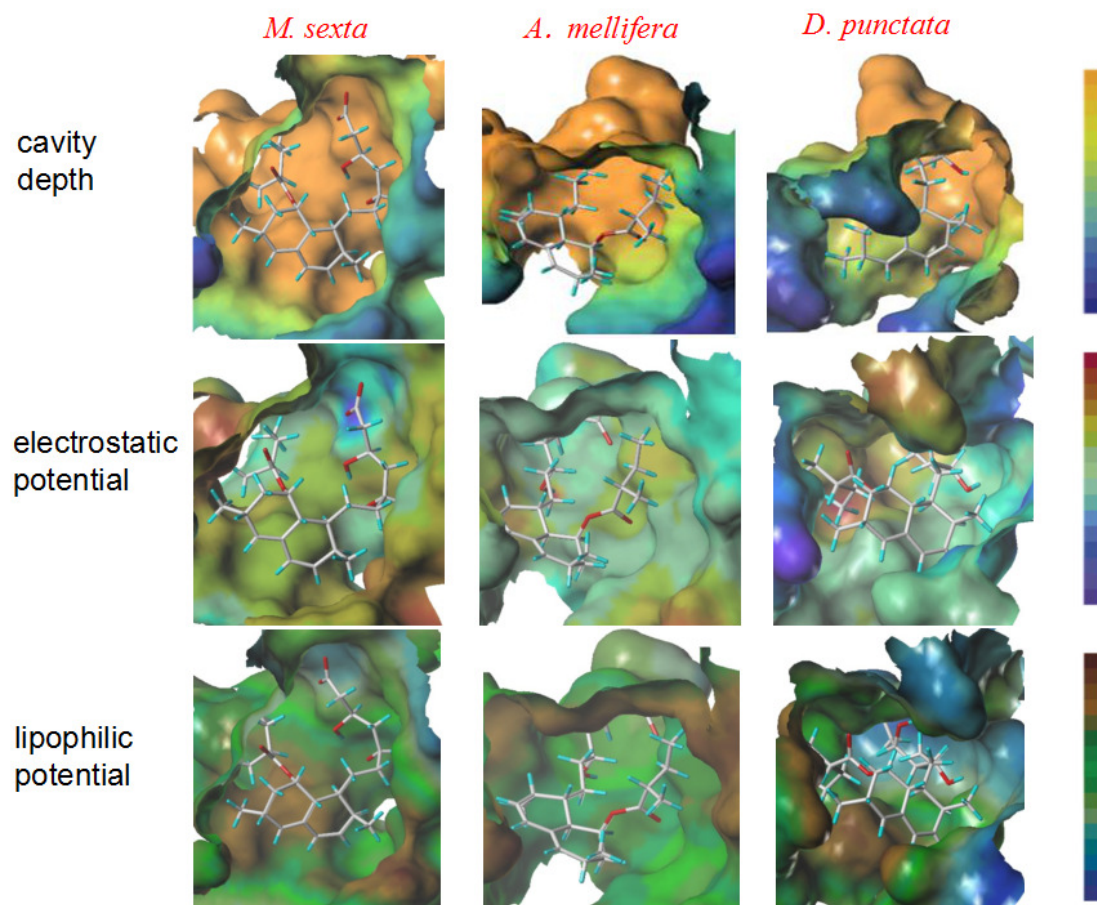 M. sexta
A. mellifera
D. punctata
cavity
depth
electrostatic
potential
lipophilic
potential